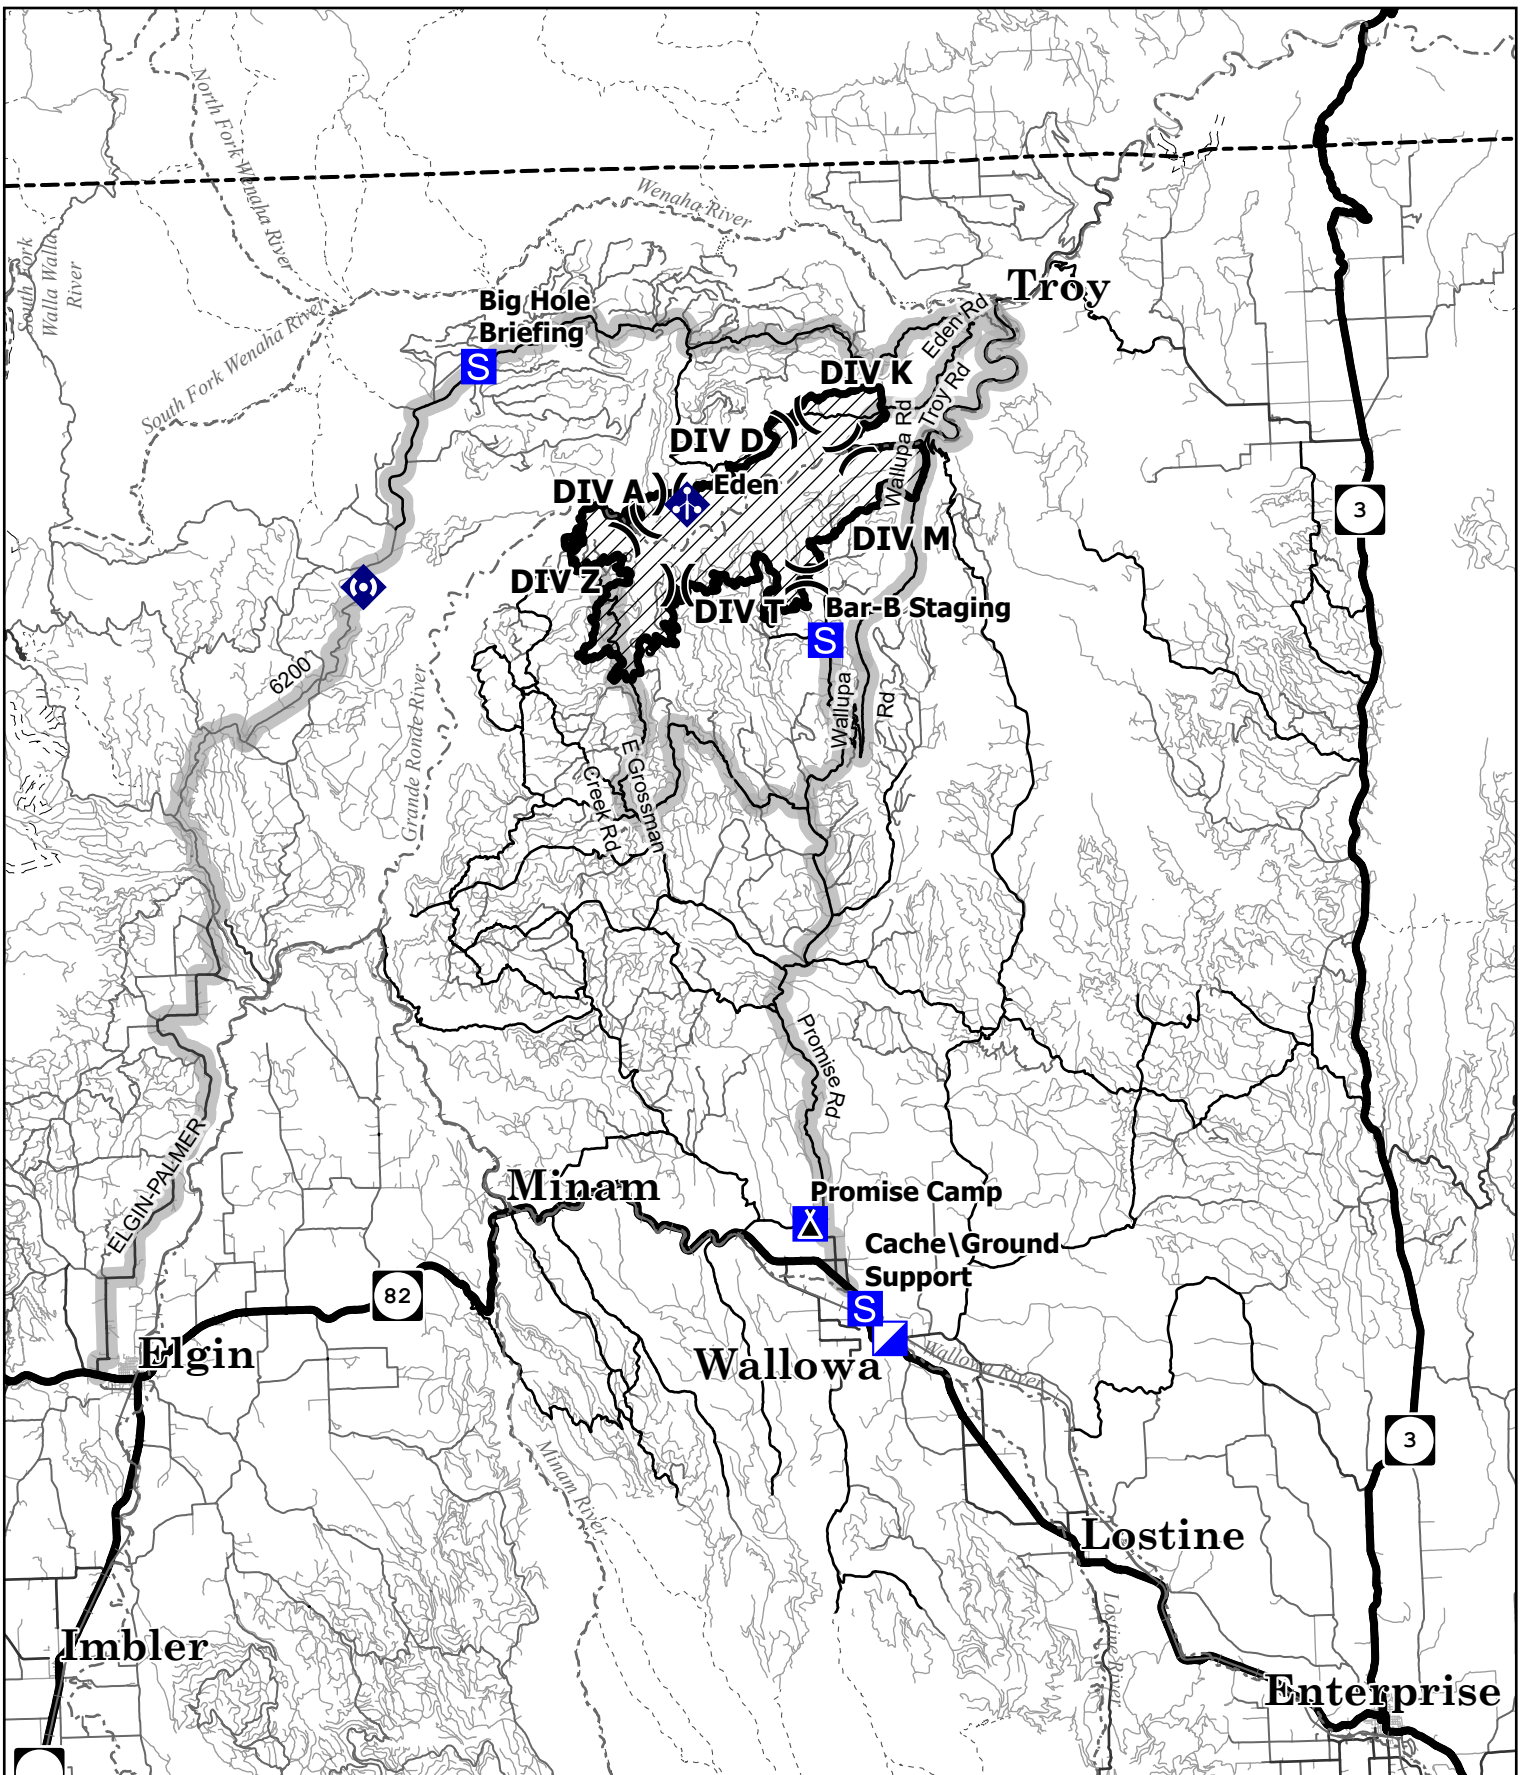 North Fork Wenaha River
Wenaha River
South Fork
Walla Walla
River
Troy
Big Hole
Briefing
Eden Rd
South Fork Wenaha River
DIV K
Troy Rd
Wallupa Rd
DIV D
DIV A
Eden
3
DIV M
DIV Z
DIV T
Bar-B Staging
S
S
6200
Grande Ronde River
Wallupa
Rd
E Grossman
Creek Rd
Promise Rd
ELGIN-PALMER
Minam
Promise Camp
Cache\Ground
Support
82
S
Elgin
Wallowa
Wallowa River
3
Minam River
Lostine
Lostine River
Imbler
Enterprise